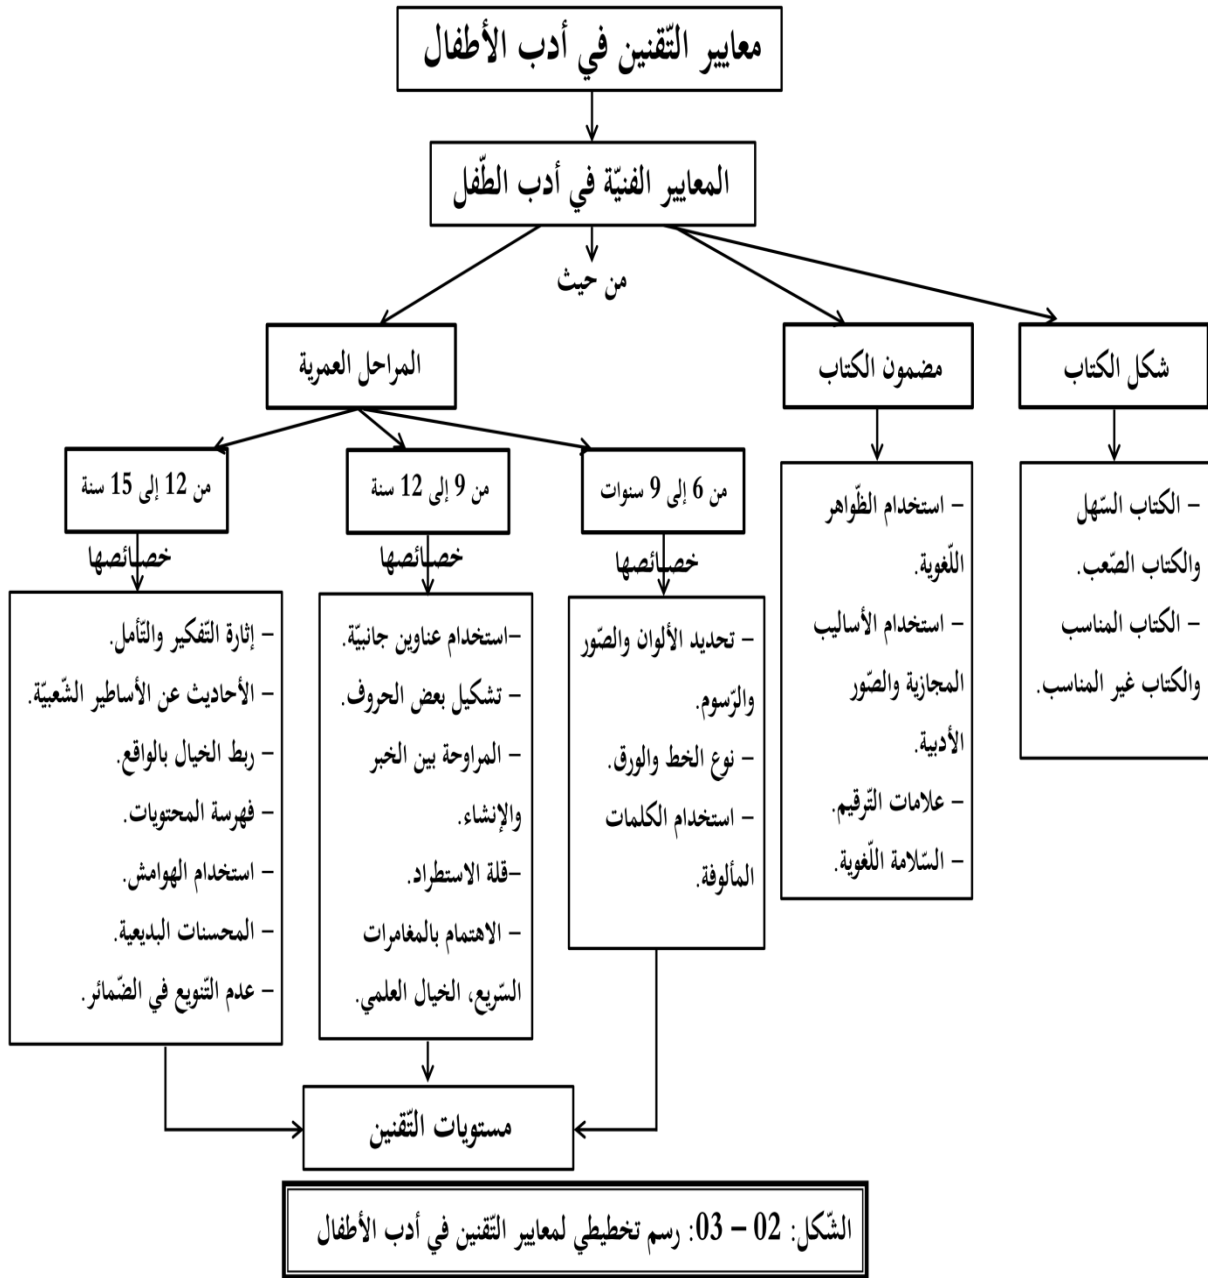 معايير التّقنين في أدب الأطفال
المعايير الفنيّة في أدب الطّفل
من حيث
شكل الكتاب
مضمون الكتاب
المراحل العمرية
– الكتاب السّهل
والكتاب الصّعب.
– الكتاب المناسب
والكتاب غير المناسب.
– استخدام الظّواهر
اللّغوية.
– استخدام الأساليب
المجازية والصّور
الأدبية.
– علامات التّرقيم.
– السّلامة اللّغوية.
من 6 إلى 9 سنوات
خصائصها
– تحديد الألوان والصّور
والرّسوم.
– نوع الخط والورق.
– استخدام الكلمات
المألوفة.
من 9 إلى 12 سنة
خصائصها
–استخدام عناوين جانبيّة.
– تشكيل بعض الحروف.
– المراوحة بين الخبر
والإنشاء.
–قلة الاستطراد.
– الاهتمام بالمغامرات
السّريع، الخيال العلمي.
من 12 إلى 15 سنة
خصائصها
– إثارة التّفكير والتّأمل.
– الأحاديث عن الأساطير الشّعبيّة.
– ربط الخيال بالواقع.
– فهرسة المحتويات.
– استخدام الهوامش.
– المحسنات البديعية.
– عدم التّنويع في الضّمائر.
مستويات التّقنين
الشّكل: 02 – 03: رسم تخطيطي لمعايير التّقنين في أدب الأطفال